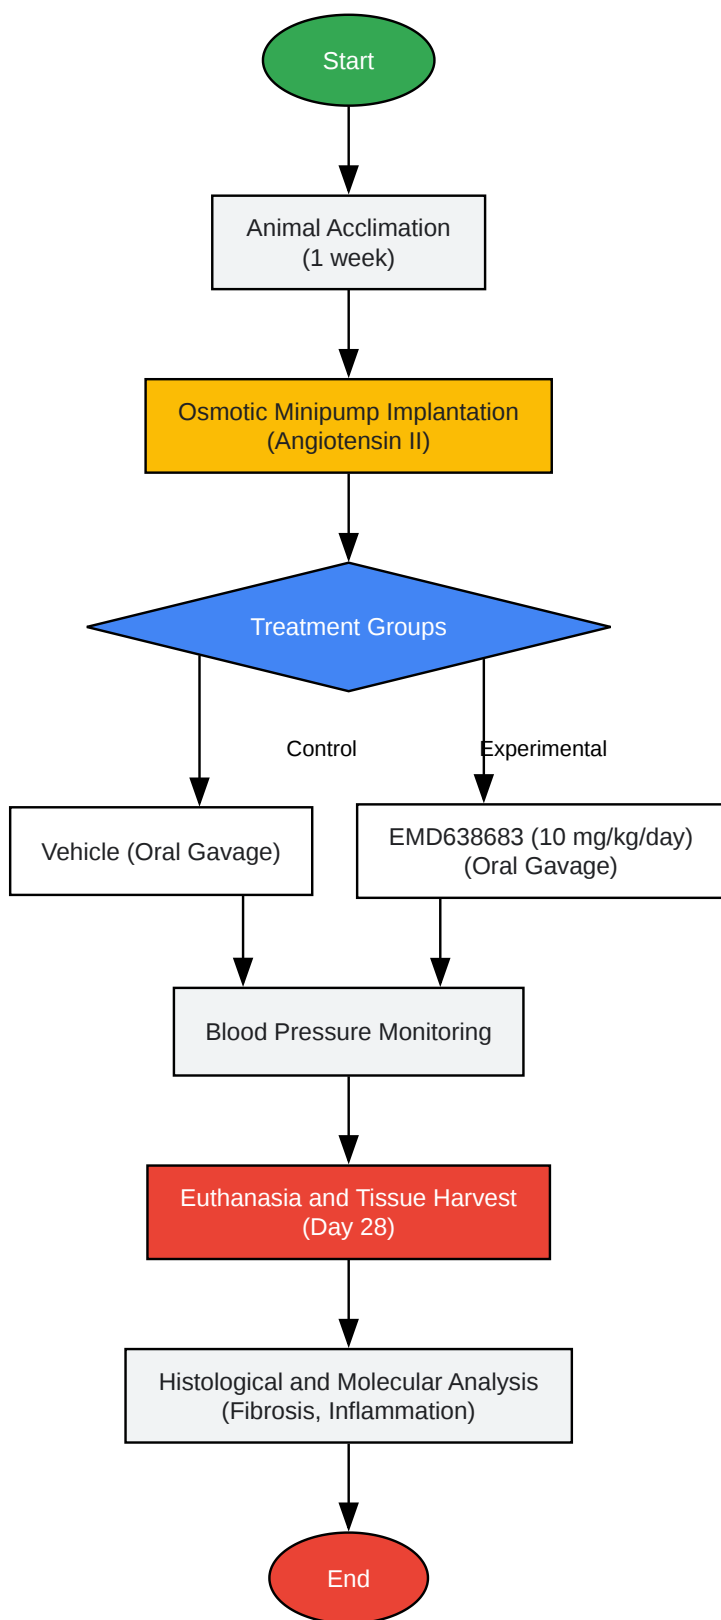 Start
Animal Acclimation
(1 week)
Osmotic Minipump Implantation
(Angiotensin II)
Treatment Groups
Control
Experimental
Vehicle (Oral Gavage)
EMD638683 (10 mg/kg/day)
(Oral Gavage)
Blood Pressure Monitoring
Euthanasia and Tissue Harvest
(Day 28)
Histological and Molecular Analysis
(Fibrosis, Inflammation)
End